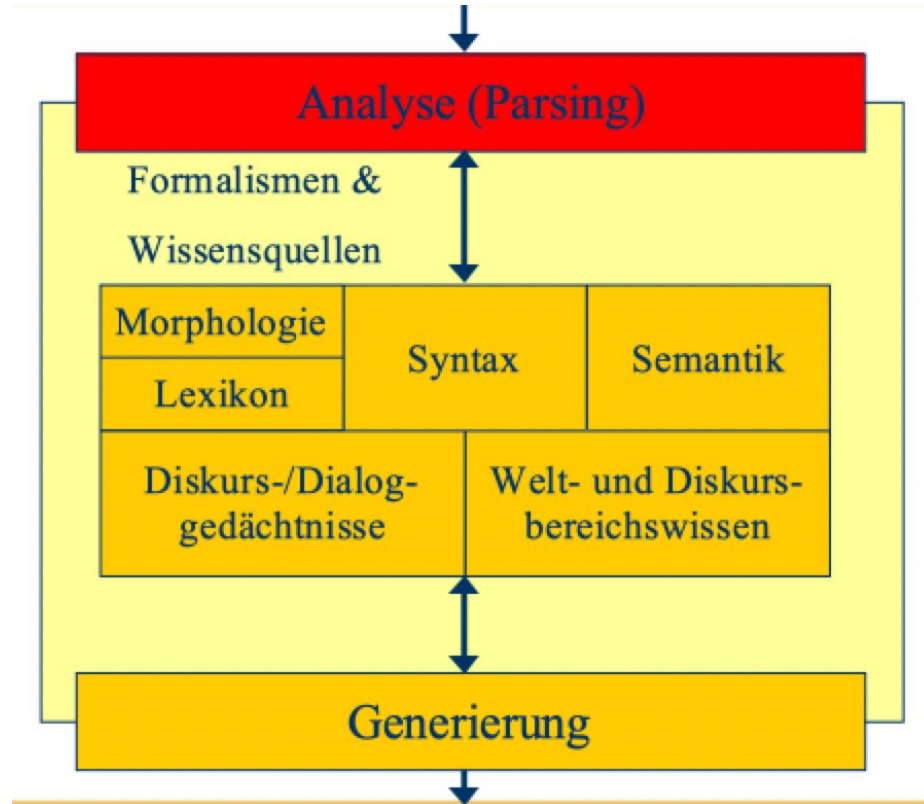 Analyse (Parsing)
Formalismen &
Wissensquellen
Morphologie
Lexikon
Syntax
Semantik
Diskurs-/Dialog-
gedächtnisse
Welt- und Diskurs-
bereichswissen
Generierung